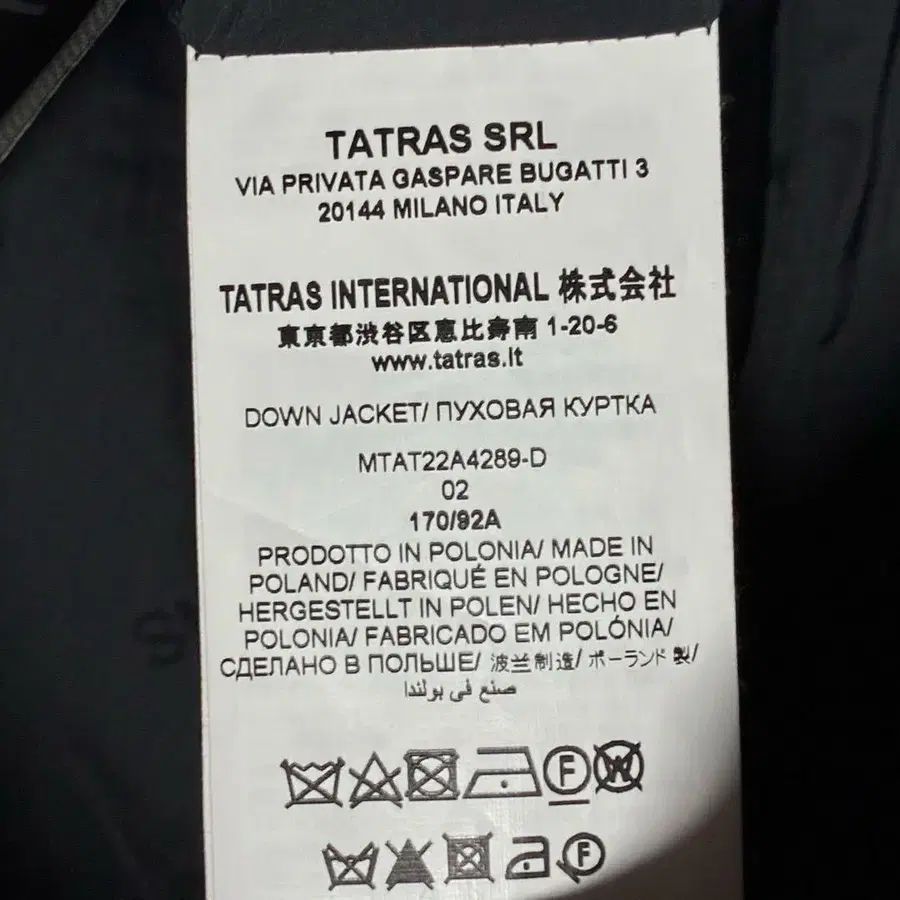 TATRAS SRL
VIA PRIVATA GASPARE BUGATTI 3
20144 MILANO ITALY
TATRAS INTERNATIONAL 株式会社
東京都渋谷区恵比寿南 1-20-6
www.tatras.it
DOWN JACKET/ ПУХОВАЯ КУРТКА
MTAT22A4289-D
02
170/92A
PRODOTTO IN POLONIA/ MADE IN
POLAND/ FABRIQUÉ EN POLOGNE/
HERGESTELLT IN POLEN/ HECHO EN
POLONIA/ FABRICADO EM POLÓNIA/
СДЕЛАНО В ПОЛЬШЕ/ 波兰制造/ ポーランド 製/
صنع في بولندا
F W
F